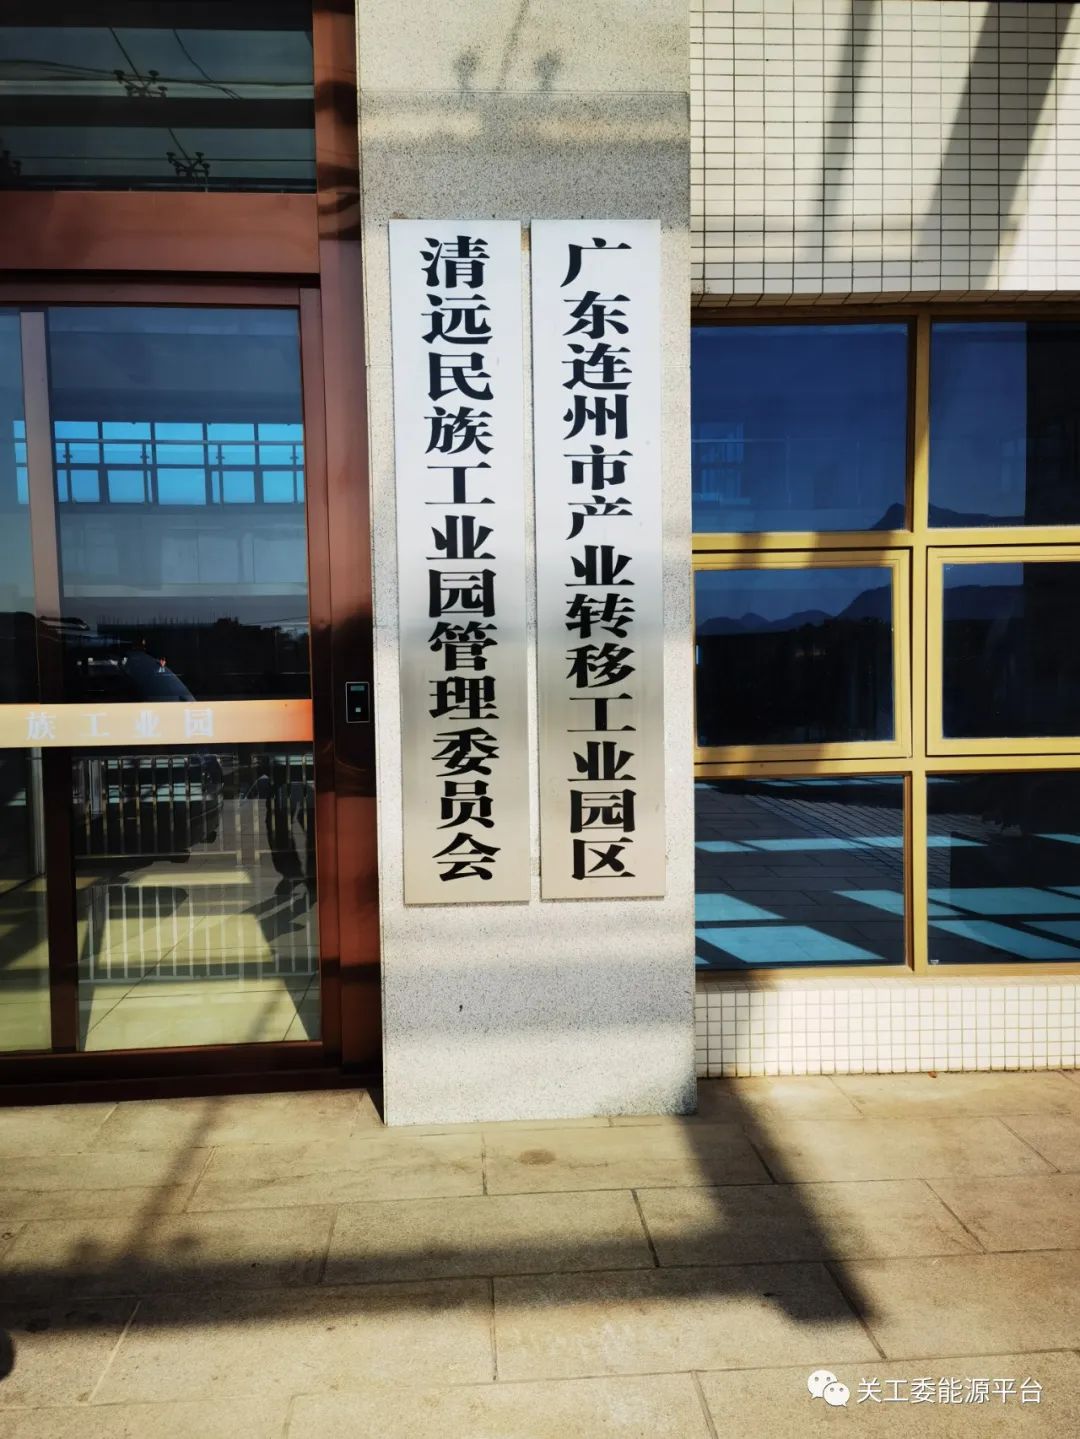 广东连州市产业转移工业园区
清远民族工业园管理委员会
族工业园
关工委能源平台